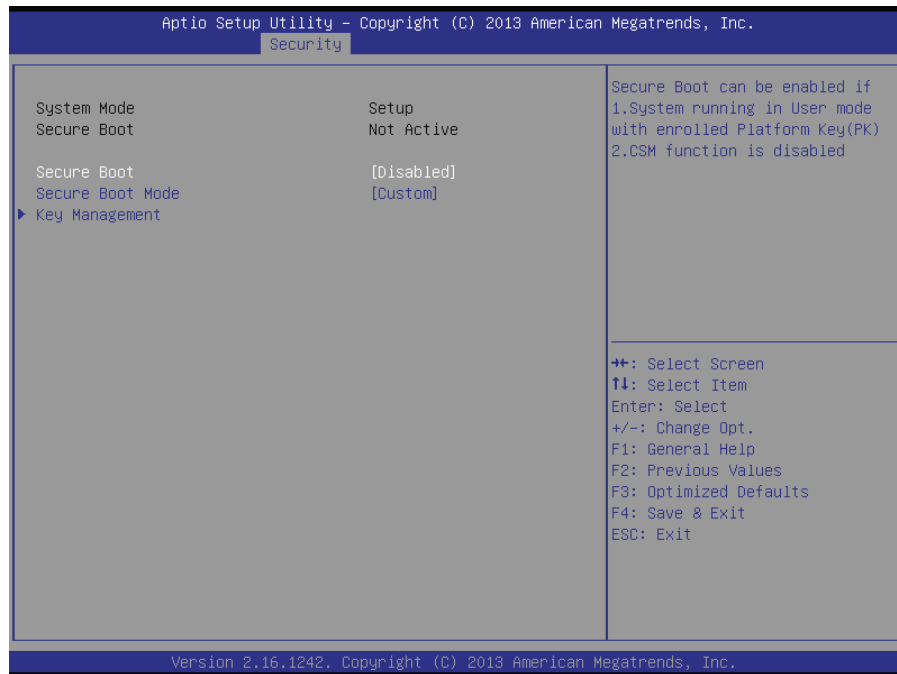 Aptio Setup Utility – Copyright (C) 2013 American Megatrends, Inc.
Security
System Mode Setup
Secure Boot Not Active
Secure Boot [Disabled]
Secure Boot Mode [Custom]
▶ Key Management
Secure Boot can be enabled if
1.System running in User mode
with enrolled Platform Key(PK)
2.CSM function is disabled
→←: Select Screen
↑↓: Select Item
Enter: Select
+/-: Change Opt.
F1: General Help
F2: Previous Values
F3: Optimized Defaults
F4: Save & Exit
ESC: Exit
Version 2.16.1242. Copyright (C) 2013 American Megatrends, Inc.